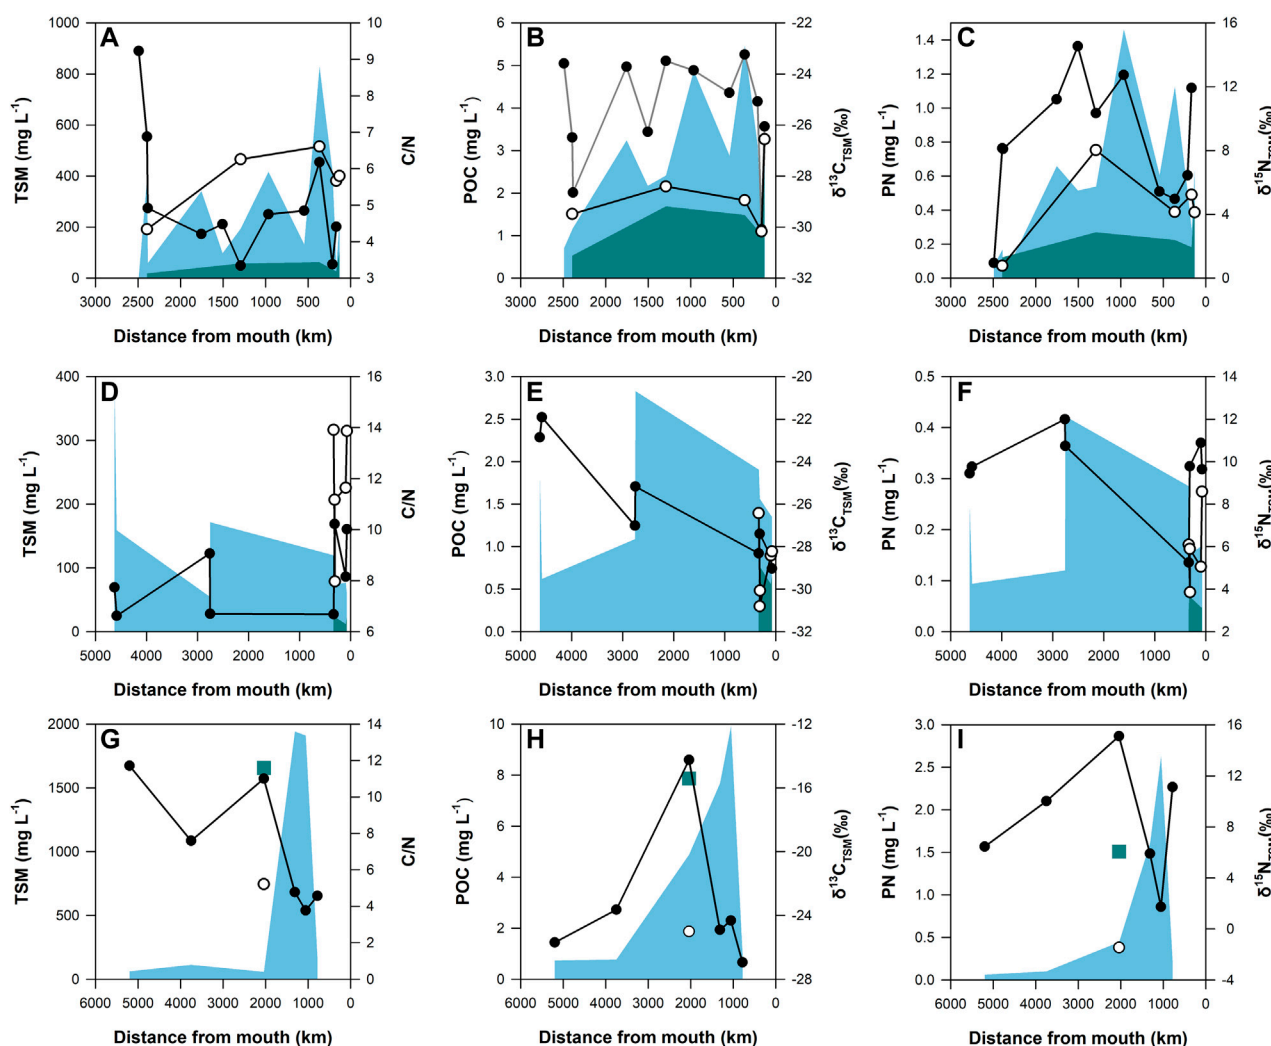 A
1000
800
600
400
200
0
TSM (mg L⁻¹)
10
9
8
7
6
5
4
3
C/N
3000 2500 2000 1500 1000 500 0
Distance from mouth (km)
B
6
5
4
3
2
1
0
POC (mg L⁻¹)
-22
-24
-26
-28
-30
-32
δ¹³C_TSM(‰)
3000 2500 2000 1500 1000 500 0
Distance from mouth (km)
C
1.4
1.2
1.0
0.8
0.6
0.4
0.2
0.0
PN (mg L⁻¹)
16
12
8
4
0
δ¹⁵N_TSM(‰)
3000 2500 2000 1500 1000 500 0
Distance from mouth (km)
D
400
300
200
100
0
TSM (mg L⁻¹)
16
14
12
10
8
6
C/N
5000 4000 3000 2000 1000 0
Distance from mouth (km)
E
3.0
2.5
2.0
1.5
1.0
0.5
0.0
POC (mg L⁻¹)
-20
-22
-24
-26
-28
-30
-32
δ¹³C_TSM(‰)
5000 4000 3000 2000 1000 0
Distance from mouth (km)
F
0.5
0.4
0.3
0.2
0.1
0.0
PN (mg L⁻¹)
14
12
10
8
6
4
2
δ¹⁵N_TSM(‰)
5000 4000 3000 2000 1000 0
Distance from mouth (km)
G
2000
1500
1000
500
0
TSM (mg L⁻¹)
14
12
10
8
6
4
2
0
C/N
6000 5000 4000 3000 2000 1000 0
Distance from mouth (km)
H
10
8
6
4
2
0
POC (mg L⁻¹)
-12
-16
-20
-24
-28
δ¹³C_TSM(‰)
6000 5000 4000 3000 2000 1000 0
Distance from mouth (km)
I
3.0
2.5
2.0
1.5
1.0
0.5
0.0
PN (mg L⁻¹)
16
12
8
4
0
-4
δ¹⁵N_TSM(‰)
6000 5000 4000 3000 2000 1000 0
Distance from mouth (km)